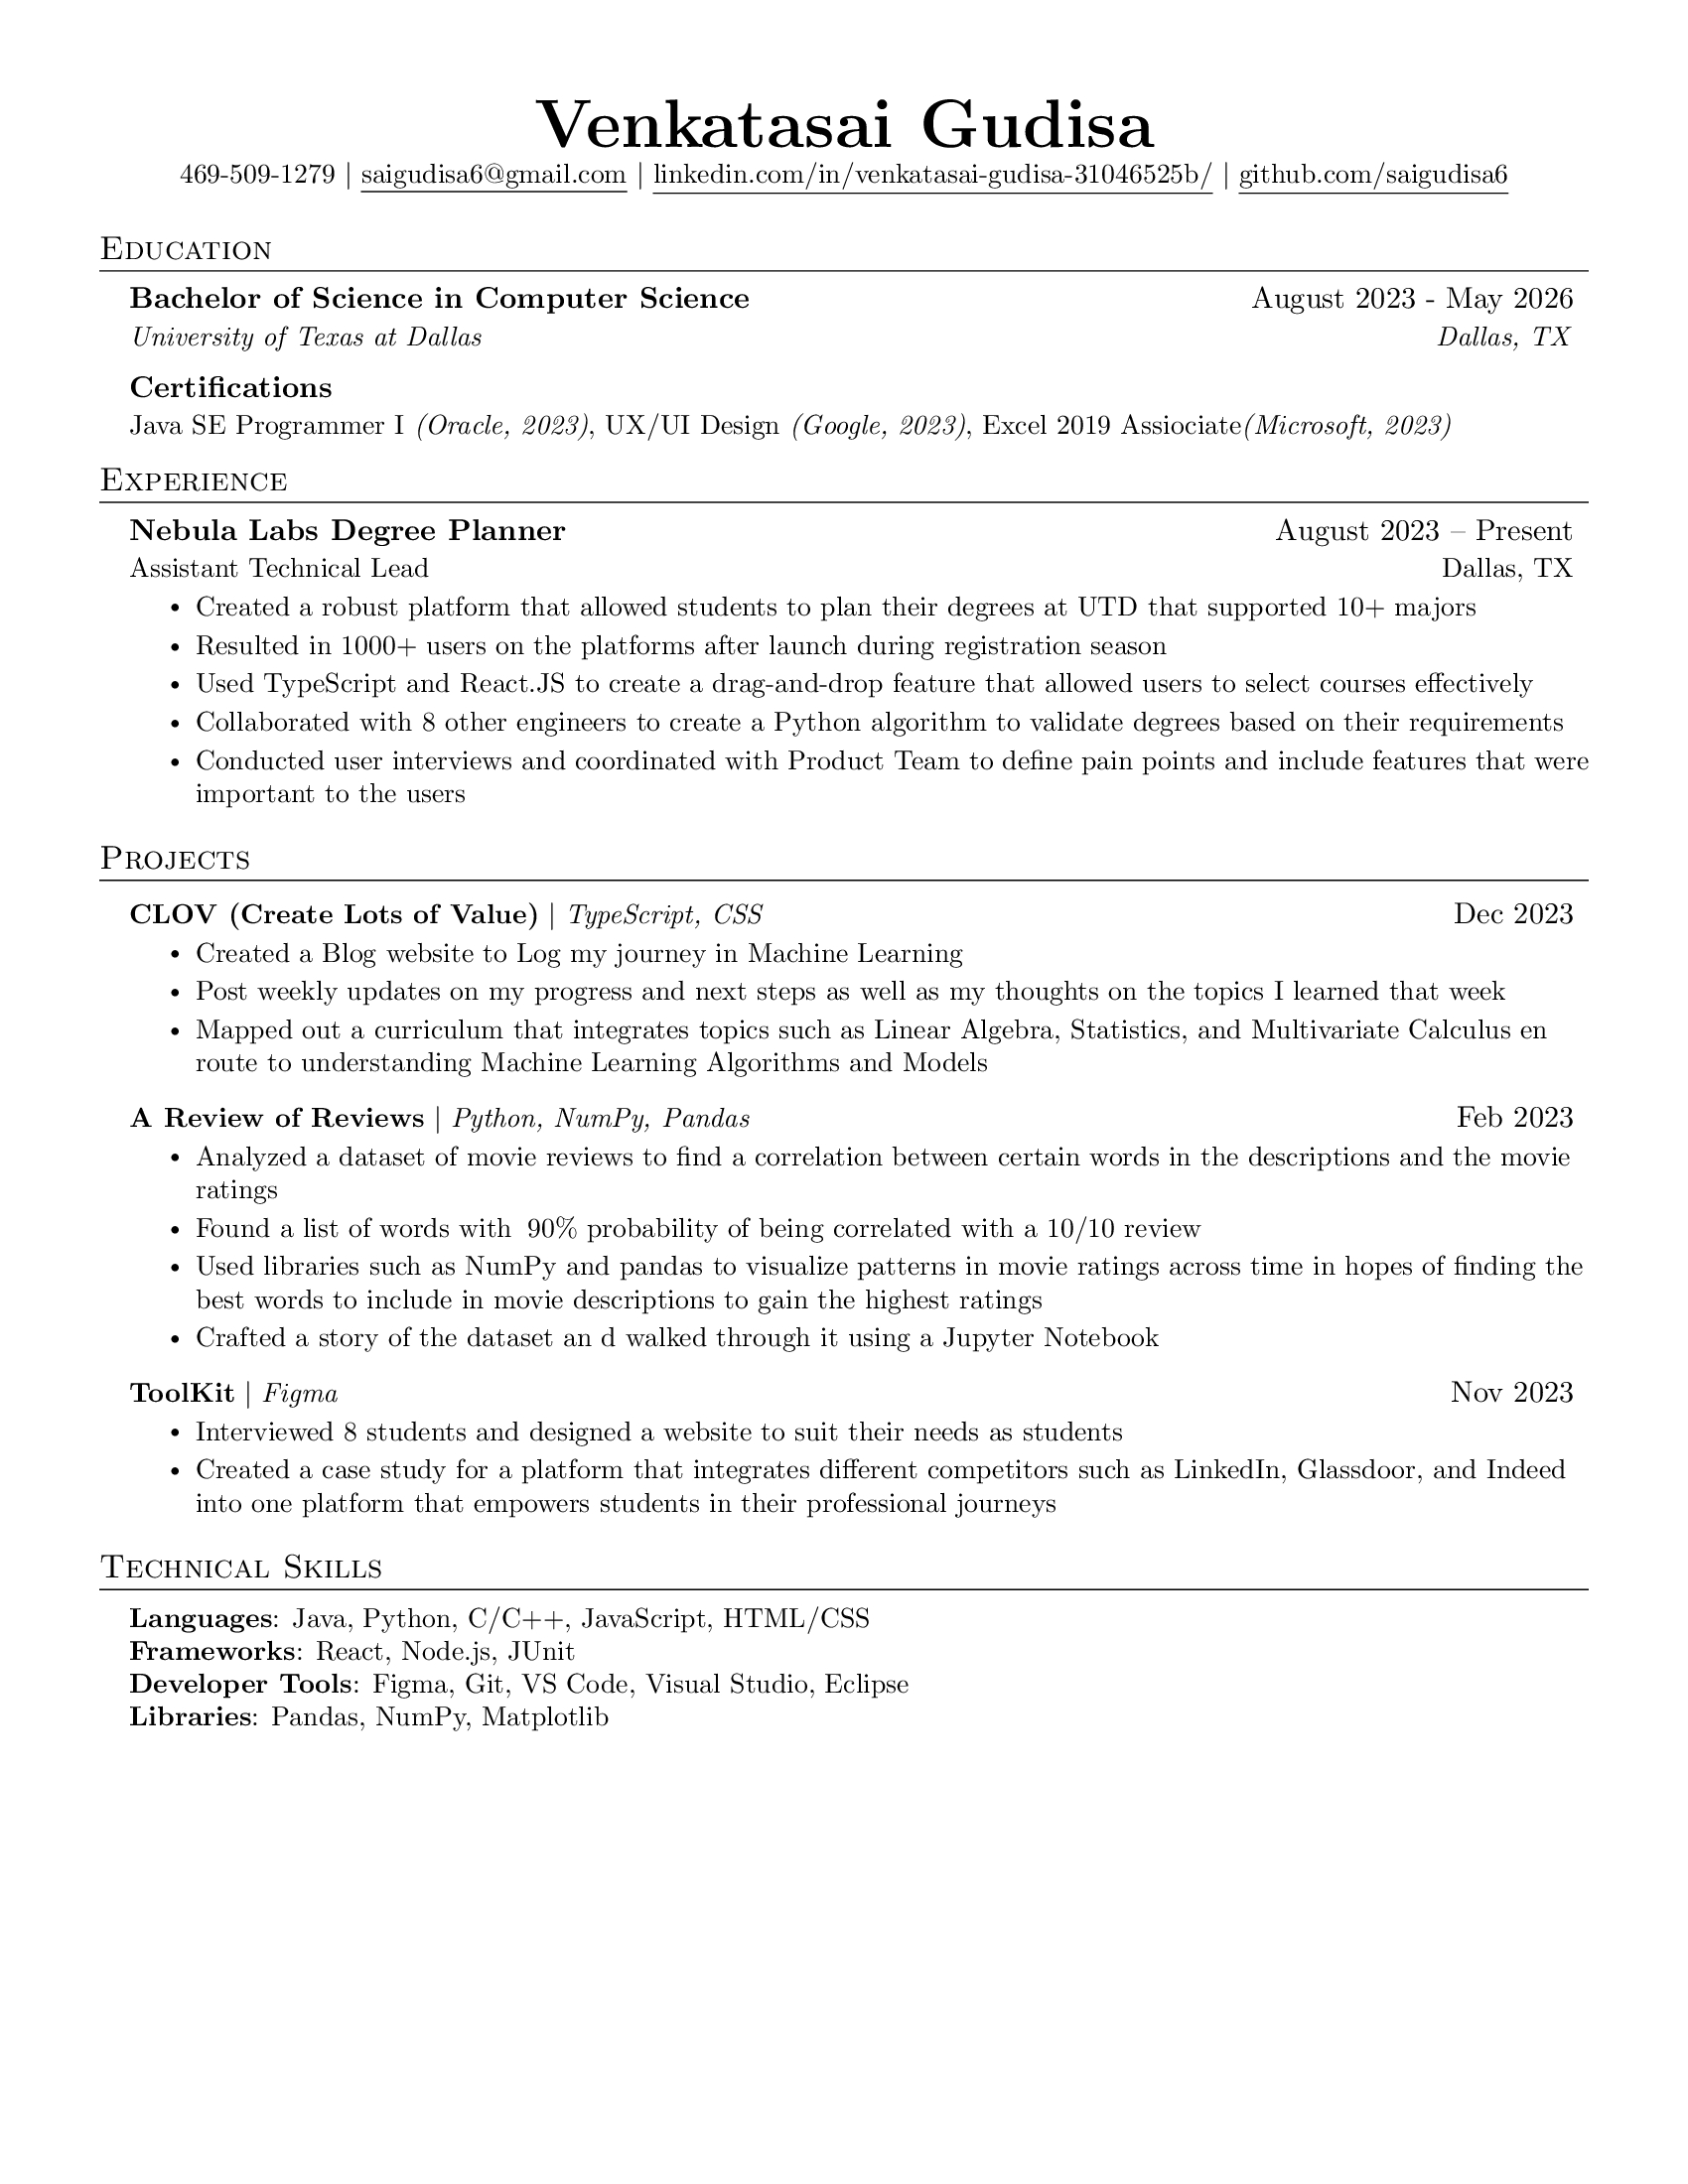 Venkatasai Gudisa
469-509-1279 | saigudisa6@gmail.com | linkedin.com/in/venkatasai-gudisa-31046525b/ | github.com/saigudisa6
Education
Bachelor of Science in Computer Science August 2023 - May 2026
University of Texas at Dallas Dallas, TX
Certifications
Java SE Programmer I (Oracle, 2023), UX/UI Design (Google, 2023), Excel 2019 Assiociate(Microsoft, 2023)
Experience
Nebula Labs Degree Planner August 2023 – Present
Assistant Technical Lead Dallas, TX
• Created a robust platform that allowed students to plan their degrees at UTD that supported 10+ majors
• Resulted in 1000+ users on the platforms after launch during registration season
• Used TypeScript and React.JS to create a drag-and-drop feature that allowed users to select courses effectively
• Collaborated with 8 other engineers to create a Python algorithm to validate degrees based on their requirements
• Conducted user interviews and coordinated with Product Team to define pain points and include features that were
important to the users
Projects
CLOV (Create Lots of Value) | TypeScript, CSS Dec 2023
• Created a Blog website to Log my journey in Machine Learning
• Post weekly updates on my progress and next steps as well as my thoughts on the topics I learned that week
• Mapped out a curriculum that integrates topics such as Linear Algebra, Statistics, and Multivariate Calculus en
route to understanding Machine Learning Algorithms and Models
A Review of Reviews | Python, NumPy, Pandas Feb 2023
• Analyzed a dataset of movie reviews to find a correlation between certain words in the descriptions and the movie
ratings
• Found a list of words with 90% probability of being correlated with a 10/10 review
• Used libraries such as NumPy and pandas to visualize patterns in movie ratings across time in hopes of finding the
best words to include in movie descriptions to gain the highest ratings
• Crafted a story of the dataset an d walked through it using a Jupyter Notebook
ToolKit | Figma Nov 2023
• Interviewed 8 students and designed a website to suit their needs as students
• Created a case study for a platform that integrates different competitors such as LinkedIn, Glassdoor, and Indeed
into one platform that empowers students in their professional journeys
Technical Skills
Languages: Java, Python, C/C++, JavaScript, HTML/CSS
Frameworks: React, Node.js, JUnit
Developer Tools: Figma, Git, VS Code, Visual Studio, Eclipse
Libraries: Pandas, NumPy, Matplotlib